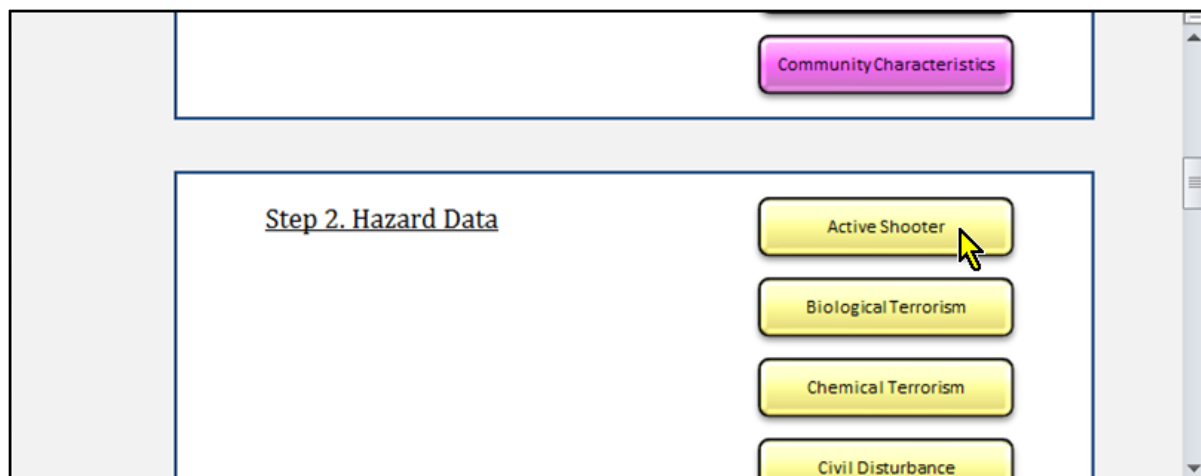 Community Characteristics
Step 2. Hazard Data
Active Shooter
Biological Terrorism
Chemical Terrorism
Civil Disturbance